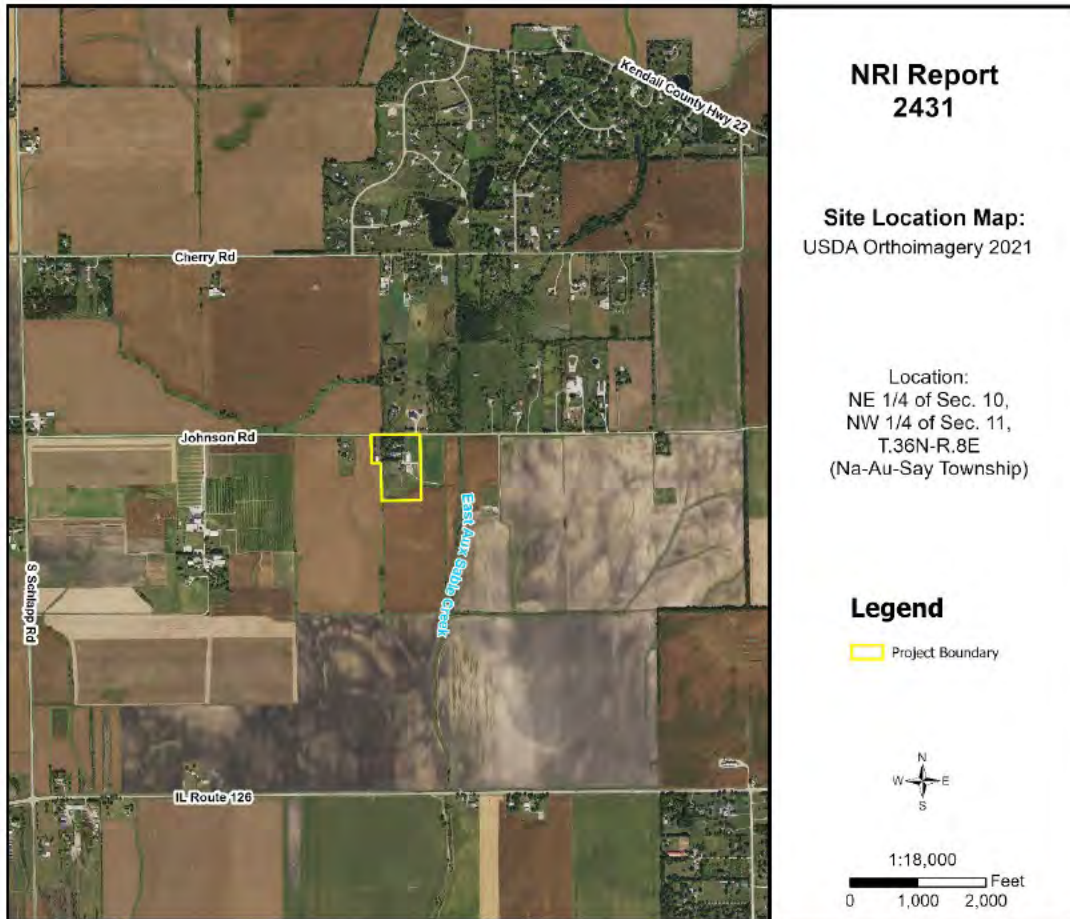 Kendall County Hwy 22
Cherry Rd
Johnson Rd
East Aux Sable Creek
S Schlapp Rd
IL Route 126
NRI Report
2431
Site Location Map:
USDA Orthoimagery 2021
Location:
NE 1/4 of Sec. 10,
NW 1/4 of Sec. 11,
T.36N-R.8E
(Na-Au-Say Township)
Legend
Project Boundary
N
W E
S
1:18,000
Feet
0 1,000 2,000